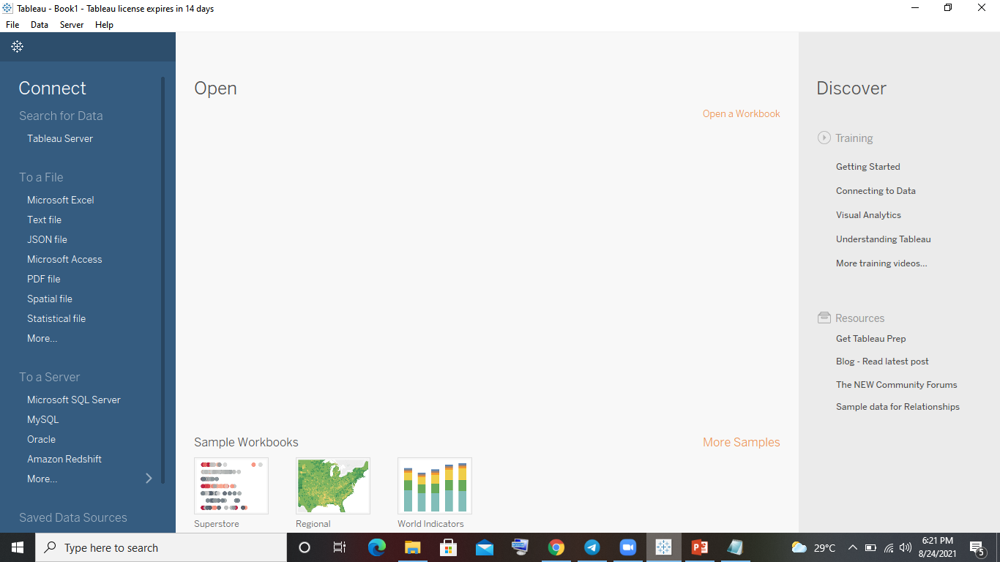 Tableau - Book1 - Tableau license expires in 14 days
File Data Server Help
Connect
Search for Data
Tableau Server
To a File
Microsoft Excel
Text file
JSON file
Microsoft Access
PDF file
Spatial file
Statistical file
More...
To a Server
Microsoft SQL Server
MySQL
Oracle
Amazon Redshift
More...
Saved Data Sources
Open
Open a Workbook
Sample Workbooks
More Samples
Superstore
Regional
World Indicators
Discover
Training
Getting Started
Connecting to Data
Visual Analytics
Understanding Tableau
More training videos...
Resources
Get Tableau Prep
Blog - Read latest post
The NEW Community Forums
Sample data for Relationships
Type here to search
29°C
6:21 PM
8/24/2021
5